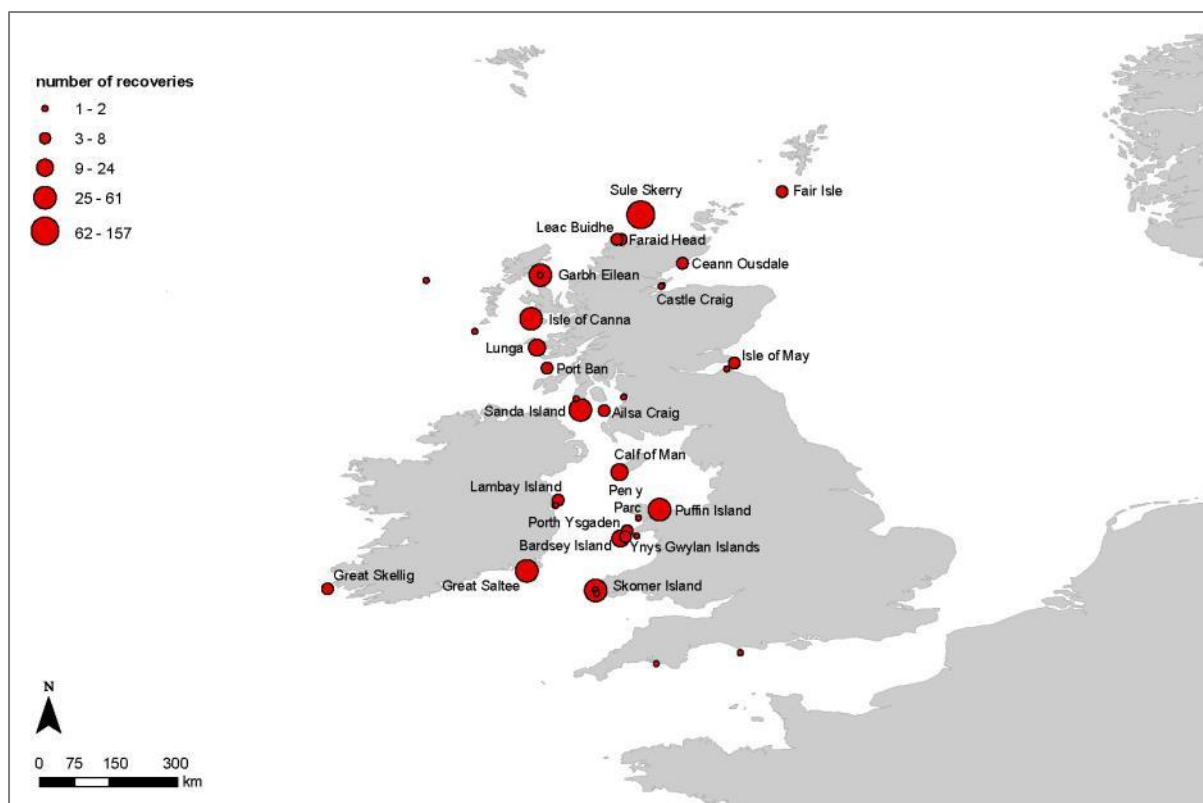 number of recoveries
1 - 2
3 - 8
9 - 24
25 - 61
62 - 157
Sule Skerry
Fair Isle
Leac Buidhe
Faraid Head
Ceann Ousdale
Garbh Eilean
Castle Craig
Isle of Canna
Lunga
Isle of May
Port Ban
Sanda Island
Ailsa Craig
Calf of Man
Lambay Island
Pen y
Parc
Puffin Island
Porth Ysgaden
Bardsey Island
Ynys Gwylan Islands
Great Skellig
Great Saltee
Skomer Island
N
0 75 150 300
km